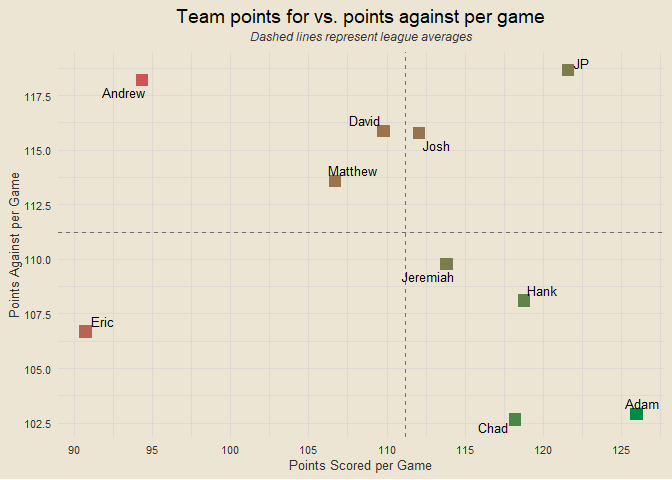 Team points for vs. points against per game
Dashed lines represent league averages
JP
Andrew
David
Josh
Matthew
Jeremiah
Hank
Eric
Adam
Chad
Points Against per Game
117.5
115.0
112.5
110.0
107.5
105.0
102.5
90 95 100 105 110 115 120 125
Points Scored per Game